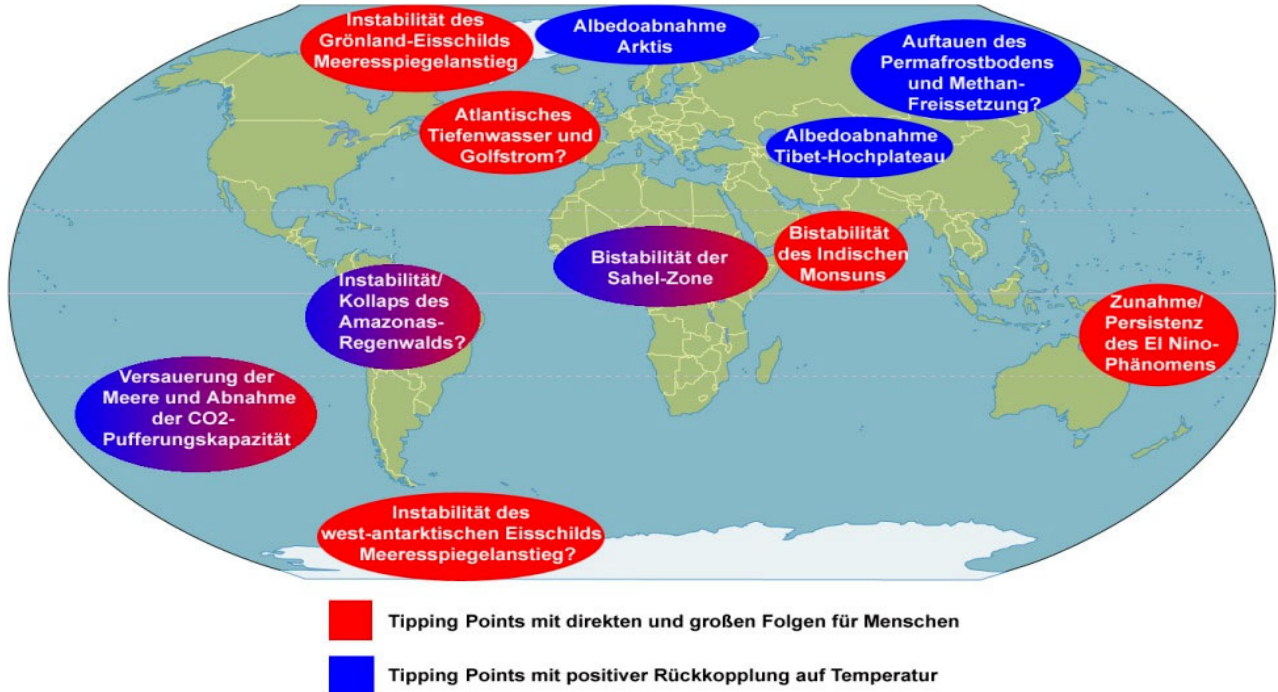 Instabilität des
Grönland-Eisschilds
Meeresspiegelanstieg
Albedoabnahme
Arktis
Auftauen des
Permafrostbodens
und Methan-
Freissetzung?
Atlantisches
Tiefenwasser und
Golfstrom?
Albedoabnahme
Tibet-Hochplateau
Bistabilität der
Sahel-Zone
Bistabilität
des Indischen
Monsuns
Instabilität/
Kollaps des
Amazonas-
Regenwalds?
Zunahme/
Persistenz
des El Nino-
Phänomens
Versauerung der
Meere und Abnahme
der CO2-
Pufferungskapazität
Instabilität des
west-antarktischen Eisschilds
Meeresspiegelanstieg?
Tipping Points mit direkten und großen Folgen für Menschen
Tipping Points mit positiver Rückkopplung auf Temperatur